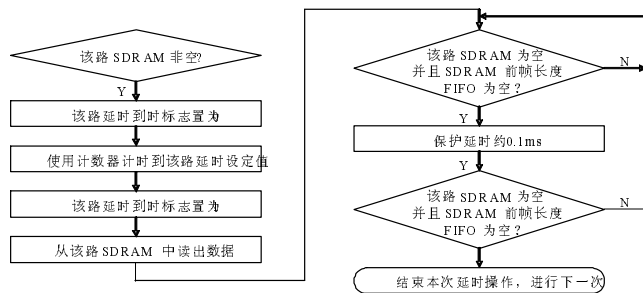 该路 SDRAM 非空?
Y
该路延时到时标志置为
使用计数器计时到该路延时设定值
该路延时到时标志置为
从该路 SDRAM 中读出数据
该路 SDRAM 为空
并且 SDRAM 前帧长度
FIFO 为空?
N
保护延时约0.1ms
Y
该路 SDRAM 为空
并且 SDRAM 前帧长度
FIFO 为空?
N
Y
结束本次延时操作，进行下一次